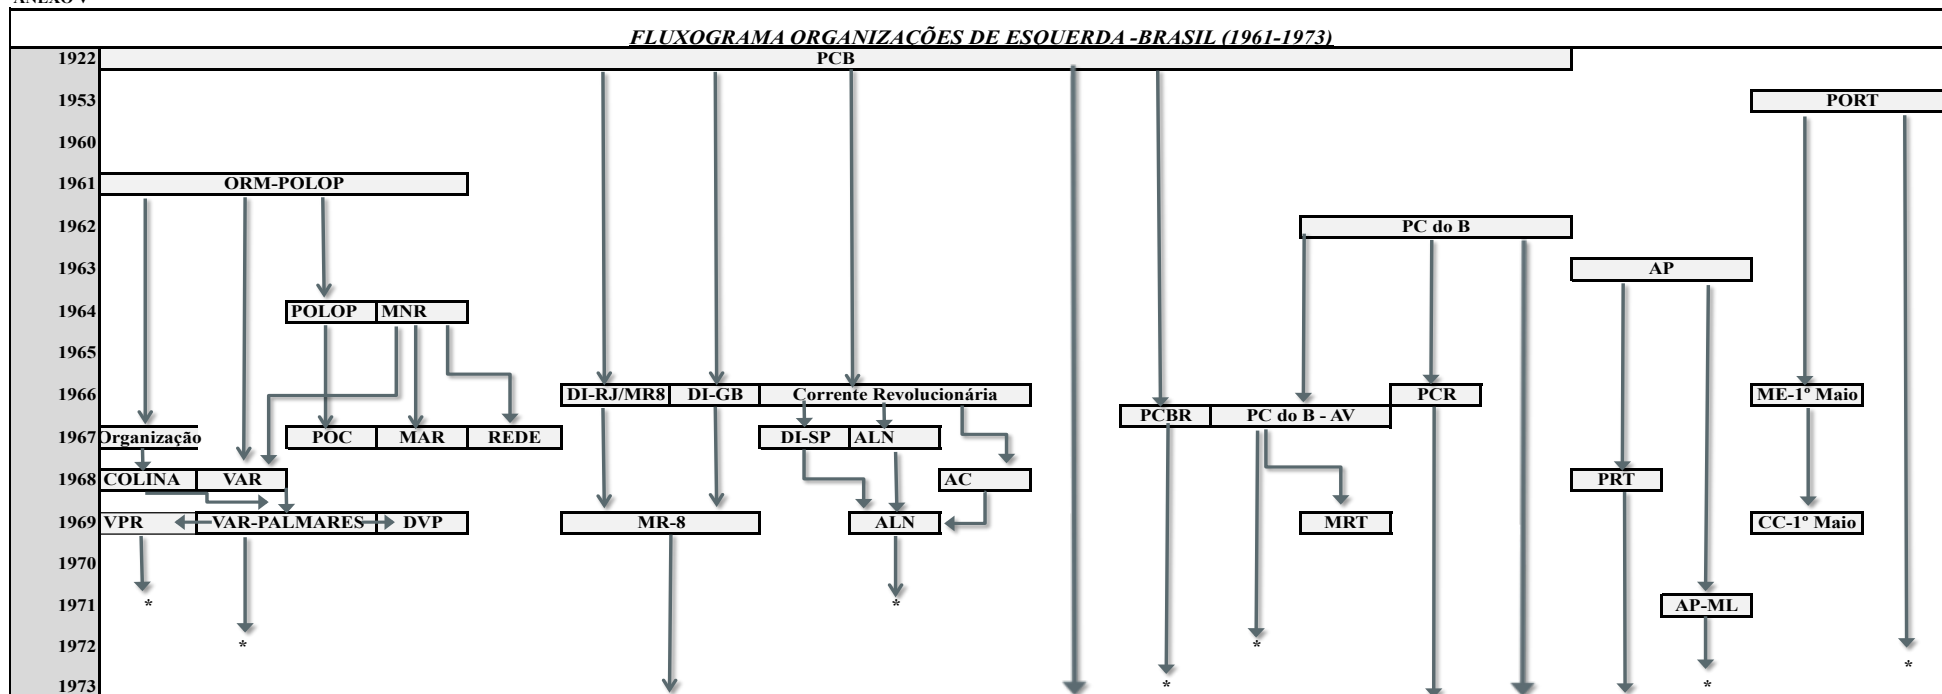 ANEXO V
FLUXOGRAMA ORGANIZAÇÕES DE ESQUERDA -BRASIL (1961-1973)
1922 PCB
1953 PORT
1960
1961 ORM-POLOP
1962 PC do B
1963 AP
1964 POLOP MNR
1965
1966 DI-RJ/MR8 DI-GB Corrente Revolucionária PCR ME-1º Maio
PCBR PC do B - AV
1967 Organização POC MAR REDE DI-SP ALN
1968 COLINA VAR AC PRT
1969 VPR VAR-PALMARES DVP MR-8 ALN MRT CC-1º Maio
1970
1971 * * AP-ML
1972 * * *
1973 * *